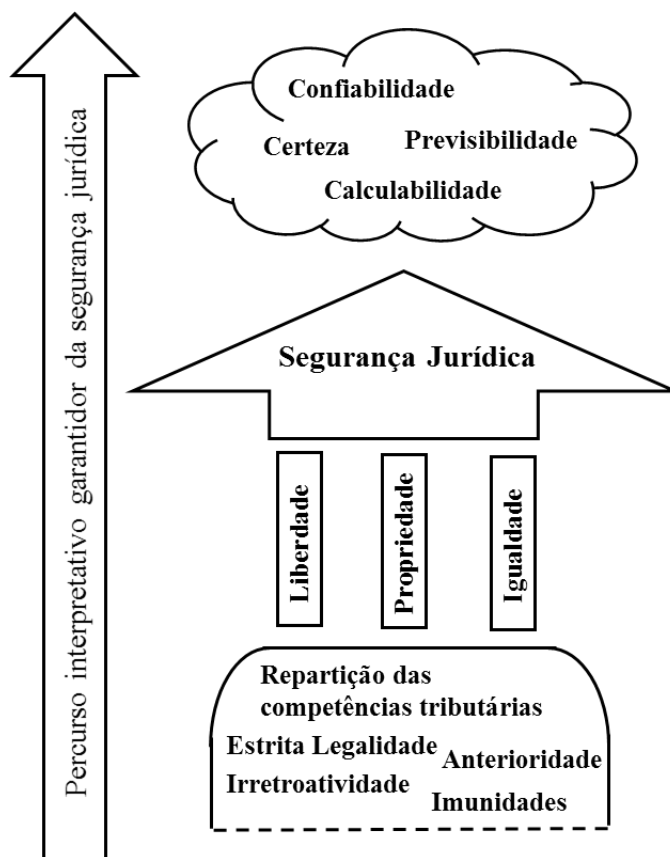 Percurso interpretativo garantidor da segurança jurídica
Confiabilidade
Certeza
Previsibilidade
Calculabilidade
Segurança Jurídica
Liberdade
Propriedade
Igualdade
Repartição das
competências tributárias
Estrita Legalidade
Anterioridade
Irretroatividade
Imunidades